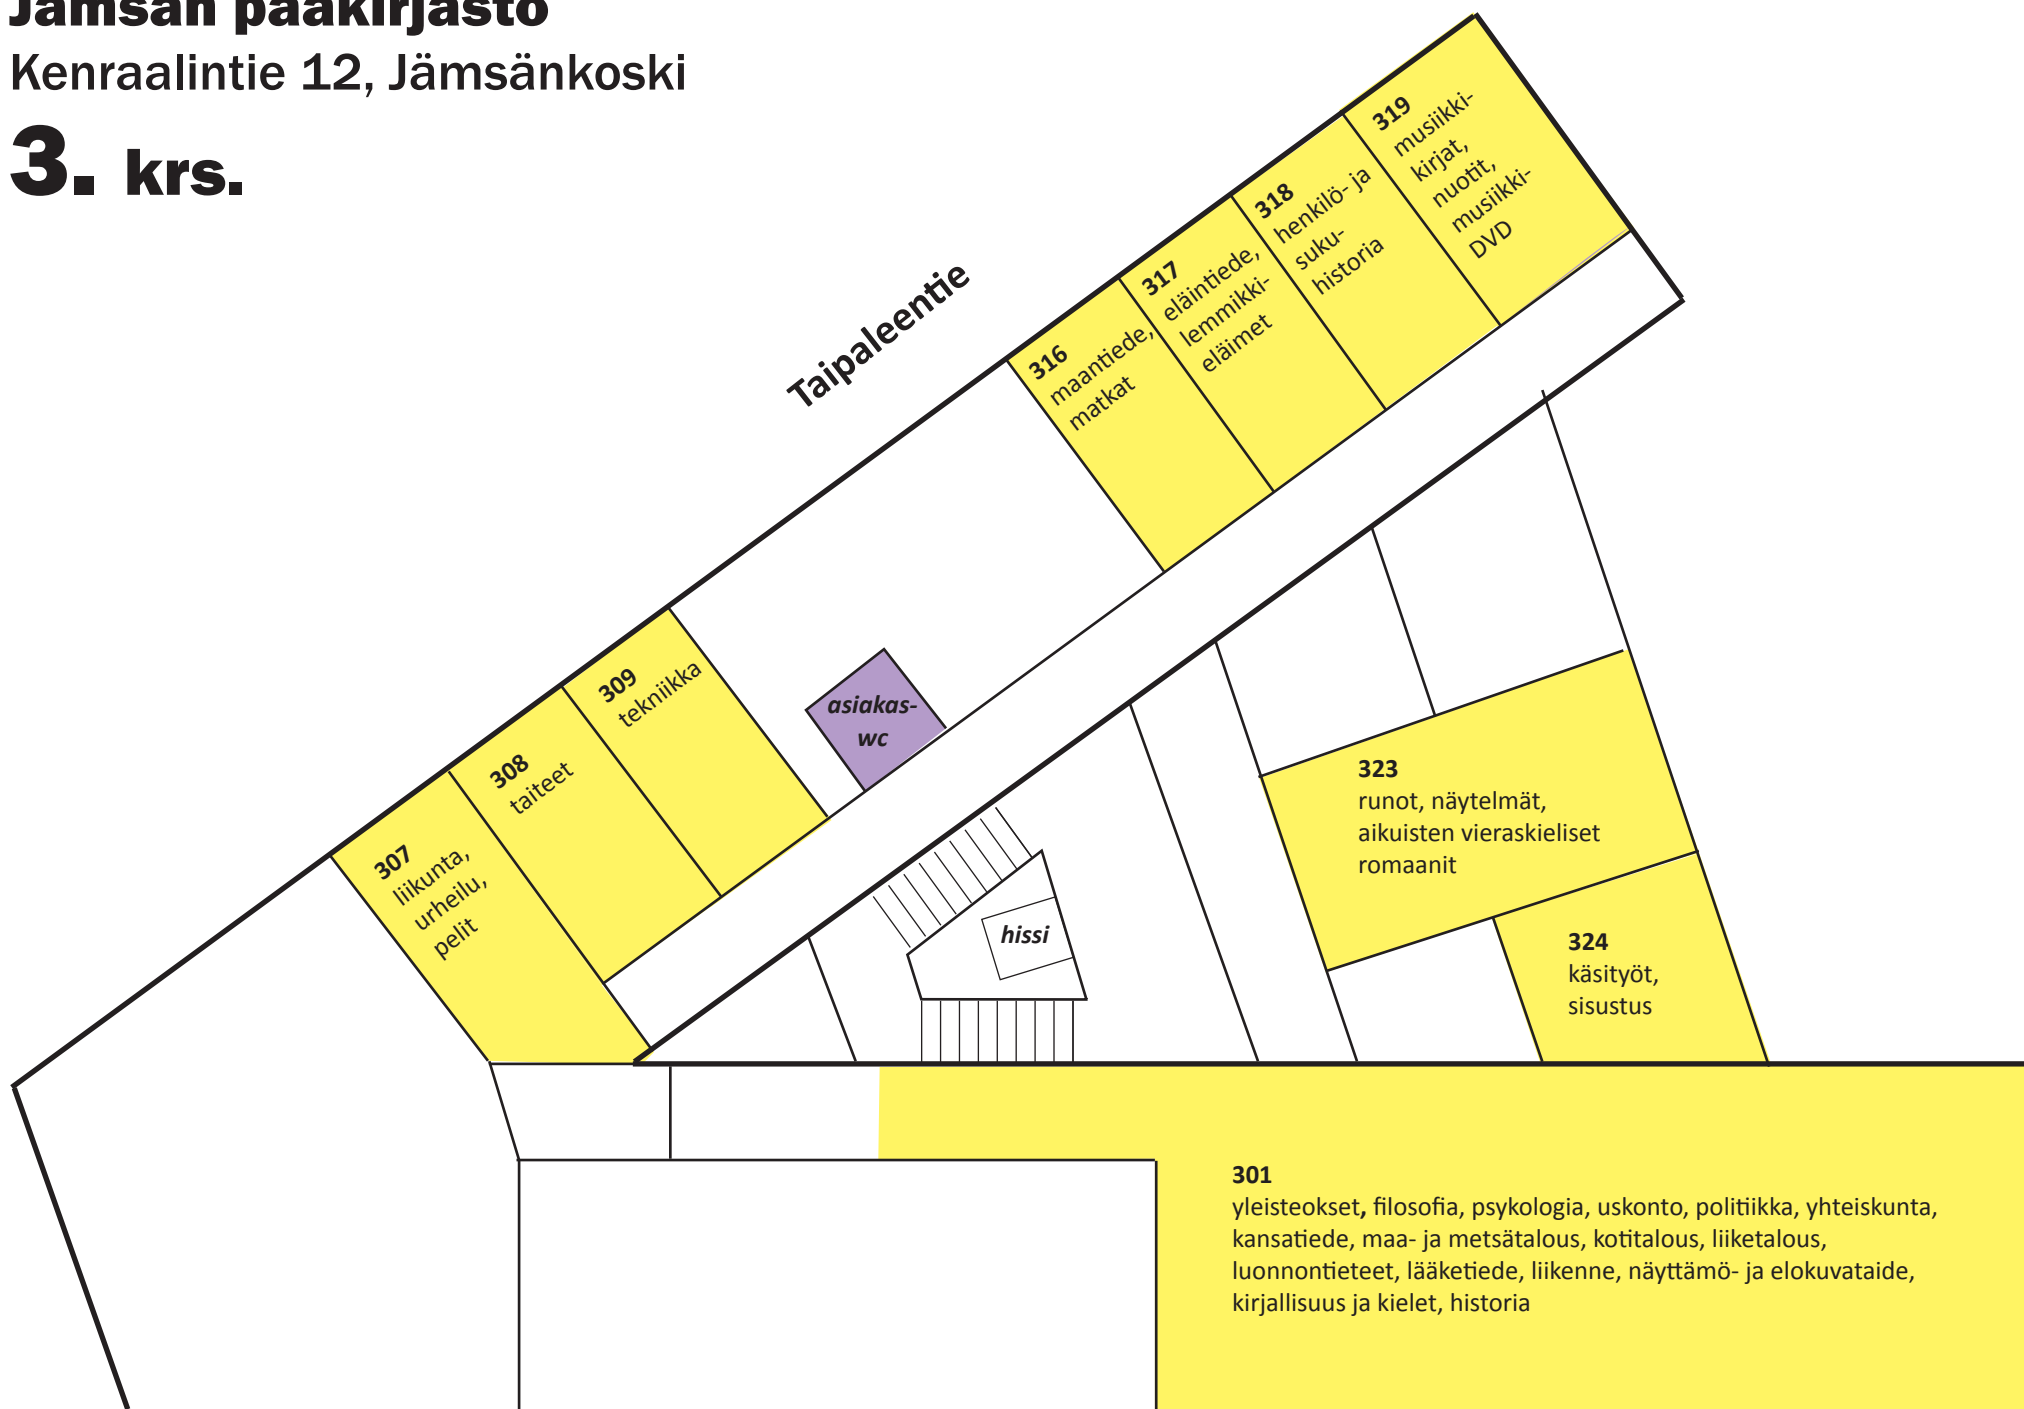 Jämsän pääkirjasto
Kenraalintie 12, Jämsänkoski
3. krs.
Taipaleentie
319
musiikki-
kirjat,
nuotit,
musiikki-
DVD
318
henkilö- ja
suku-
historia
317
eläintiede,
lemmikki-
eläimet
316
maantiede,
matkat
309
tekniikka
308
taiteet
307
liikunta,
urheilu,
pelit
asiakas-
wc
hissi
323
runot, näytelmät,
aikuisten vieraskieliset
romaanit
324
käsityöt,
sisustus
301
yleisteokset, filosofia, psykologia, uskonto, politiikka, yhteiskunta,
kansatiede, maa- ja metsätalous, kotitalous, liiketalous,
luonnontieteet, lääketiede, liikenne, näyttämö- ja elokuvataide,
kirjallisuus ja kielet, historia